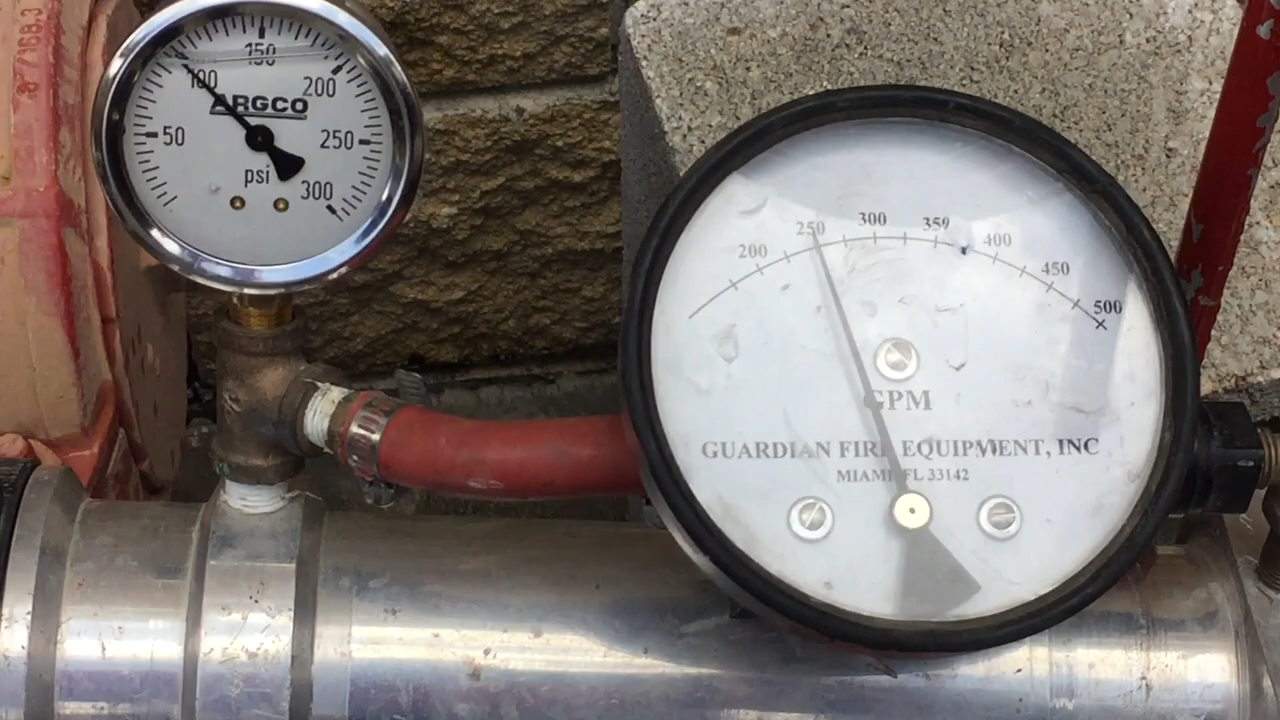 150
100
200
ARGCO
50
250
psi
300
200
250
300
350
400
450
500
GPM
GUARDIAN FIRE EQUIPMENT, INC
MIAMI FL 33142